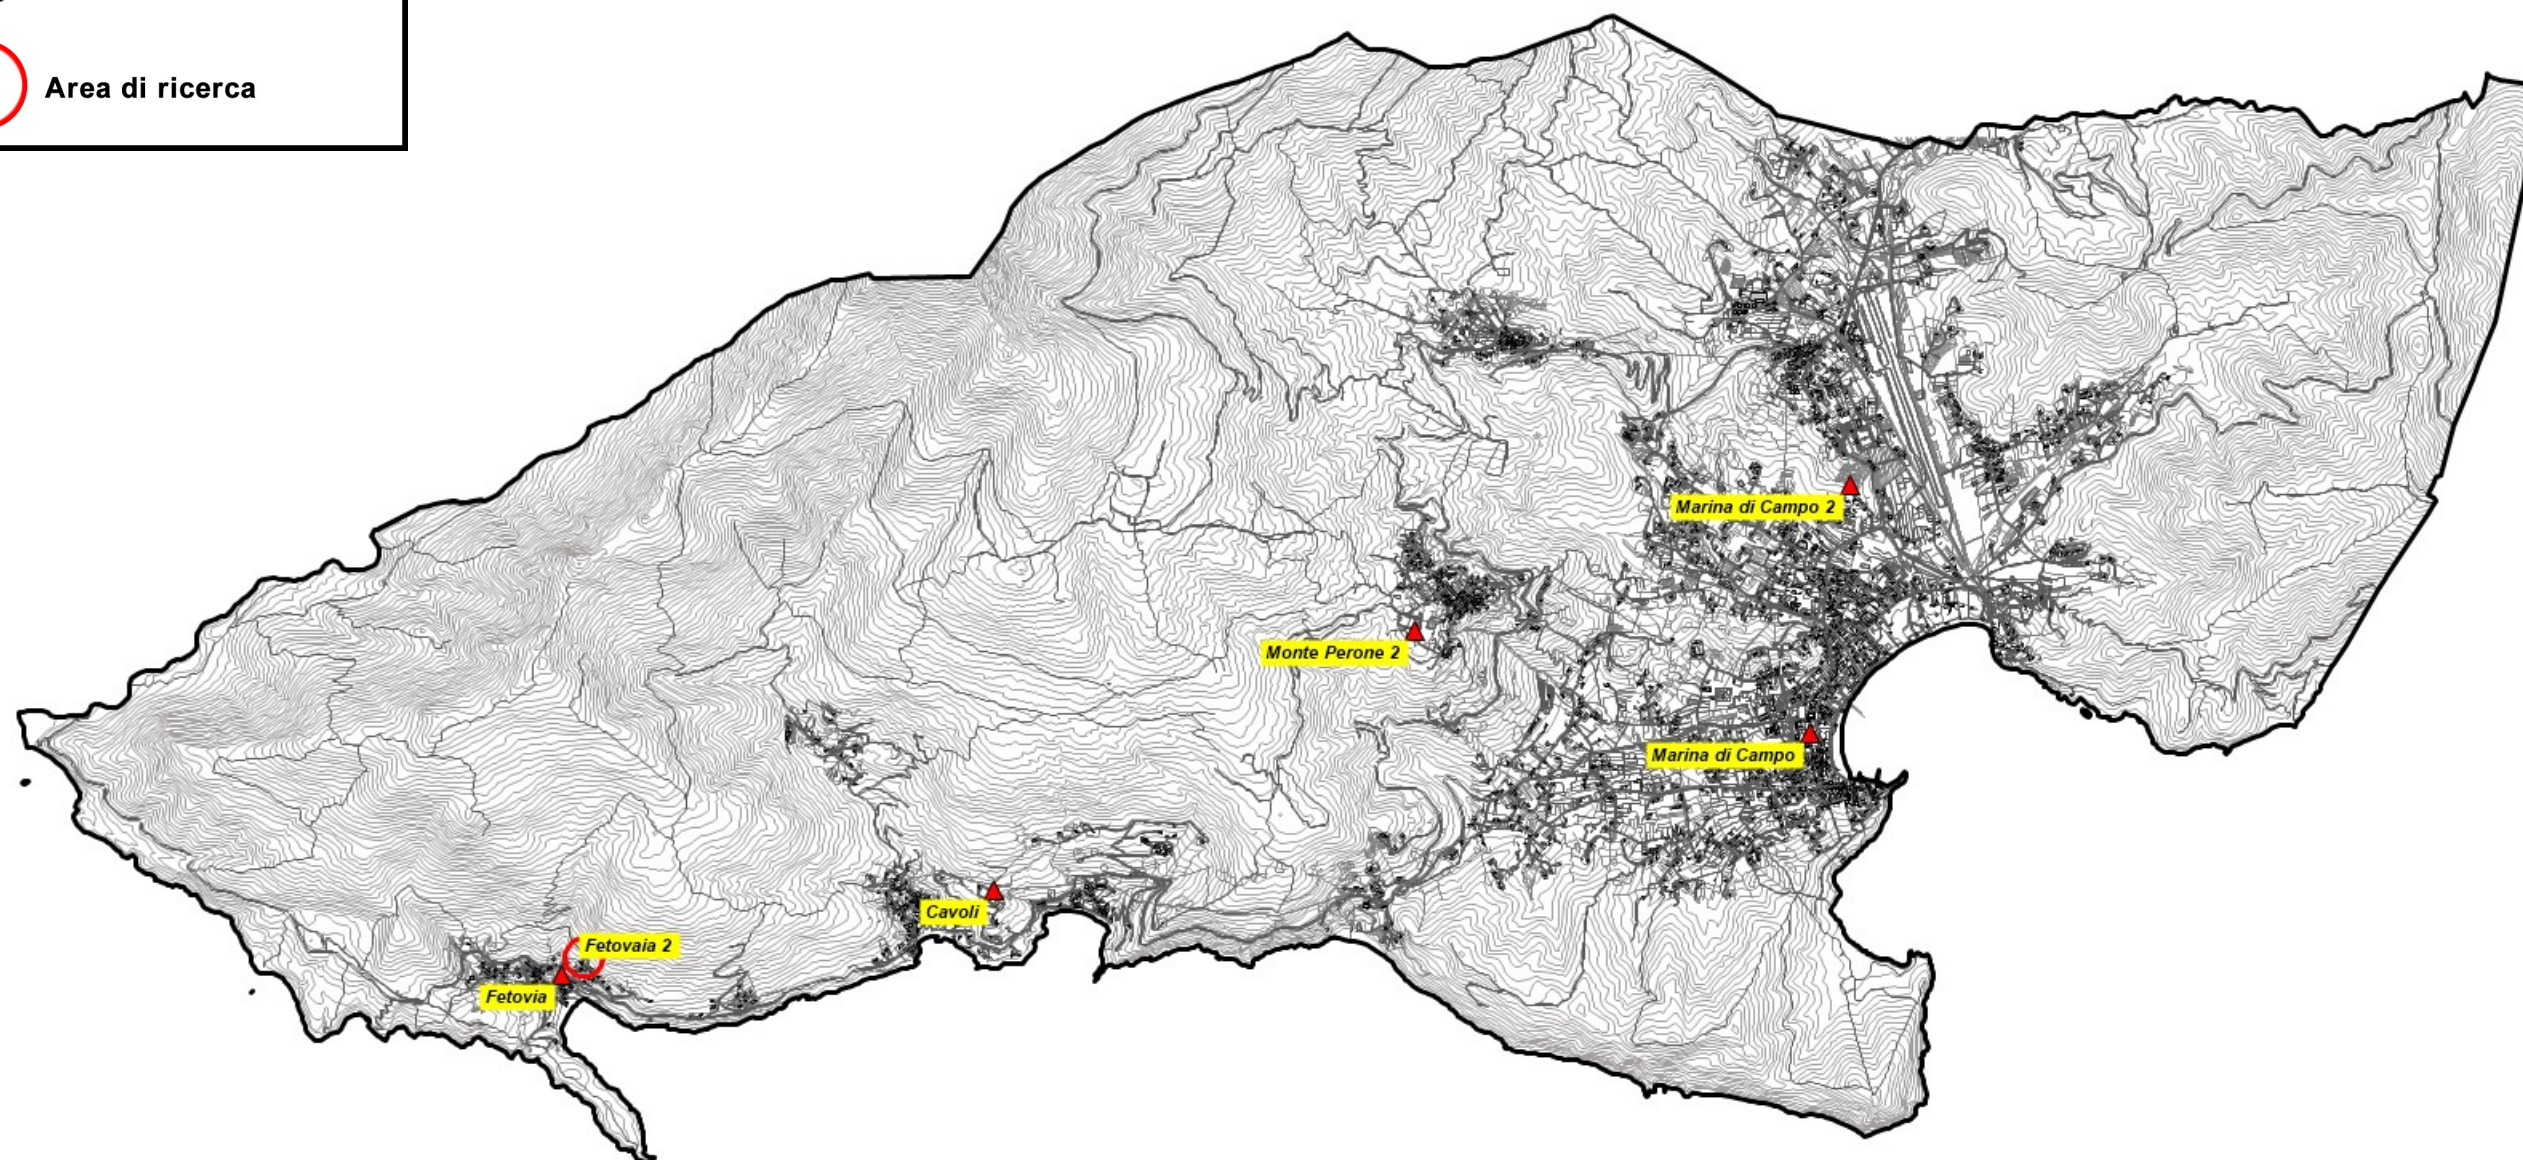 Area di ricerca
Marina di Campo 2
Monte Perone 2
Marina di Campo
Cavoli
Fetovaia 2
Fetovia